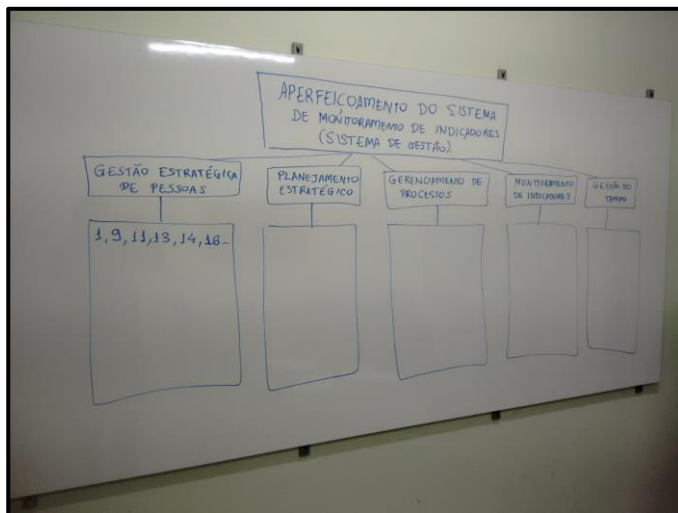 APERFEIÇOAMENTO DO SISTEMA
DE MONITORAMENTO DE INDICADORES
(SISTEMA DE GESTÃO).
GESTÃO ESTRATÉGICA
DE PESSOAS
PLANEJAMENTO
ESTRATÉGICO
GERENCIAMENTO DE
PROCESSOS
MONITORAMENTO
DE INDICADORES
GESTÃO DO
TEMPO
1, 9, 11, 13, 14, 16...